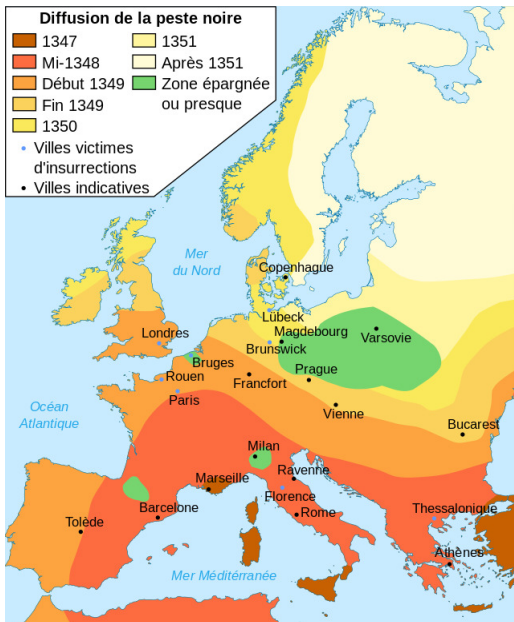 Diffusion de la peste noire
1347
Mi-1348
Début 1349
Fin 1349
1350
1351
Après 1351
Zone épargnée
ou presque
Villes victimes
d'insurrections
Villes indicatives
Mer
du Nord
Copenhague
Lübeck
Magdebourg
Varsovie
Londres
Brunswick
Bruges
Prague
Rouen
Francfort
Paris
Vienne
Océan
Atlantique
Bucarest
Milan
Ravenne
Marseille
Florence
Barcelone
Rome
Thessalonique
Tolède
Athènes
Mer Méditérranée